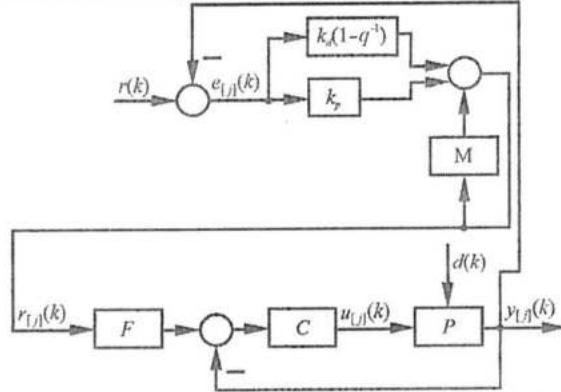 k_d(1-q^-1)
r(k)
e_[j](k)
k_p
M
d(k)
r_[j](k)
F
C
u_[j](k)
P
y_[j](k)